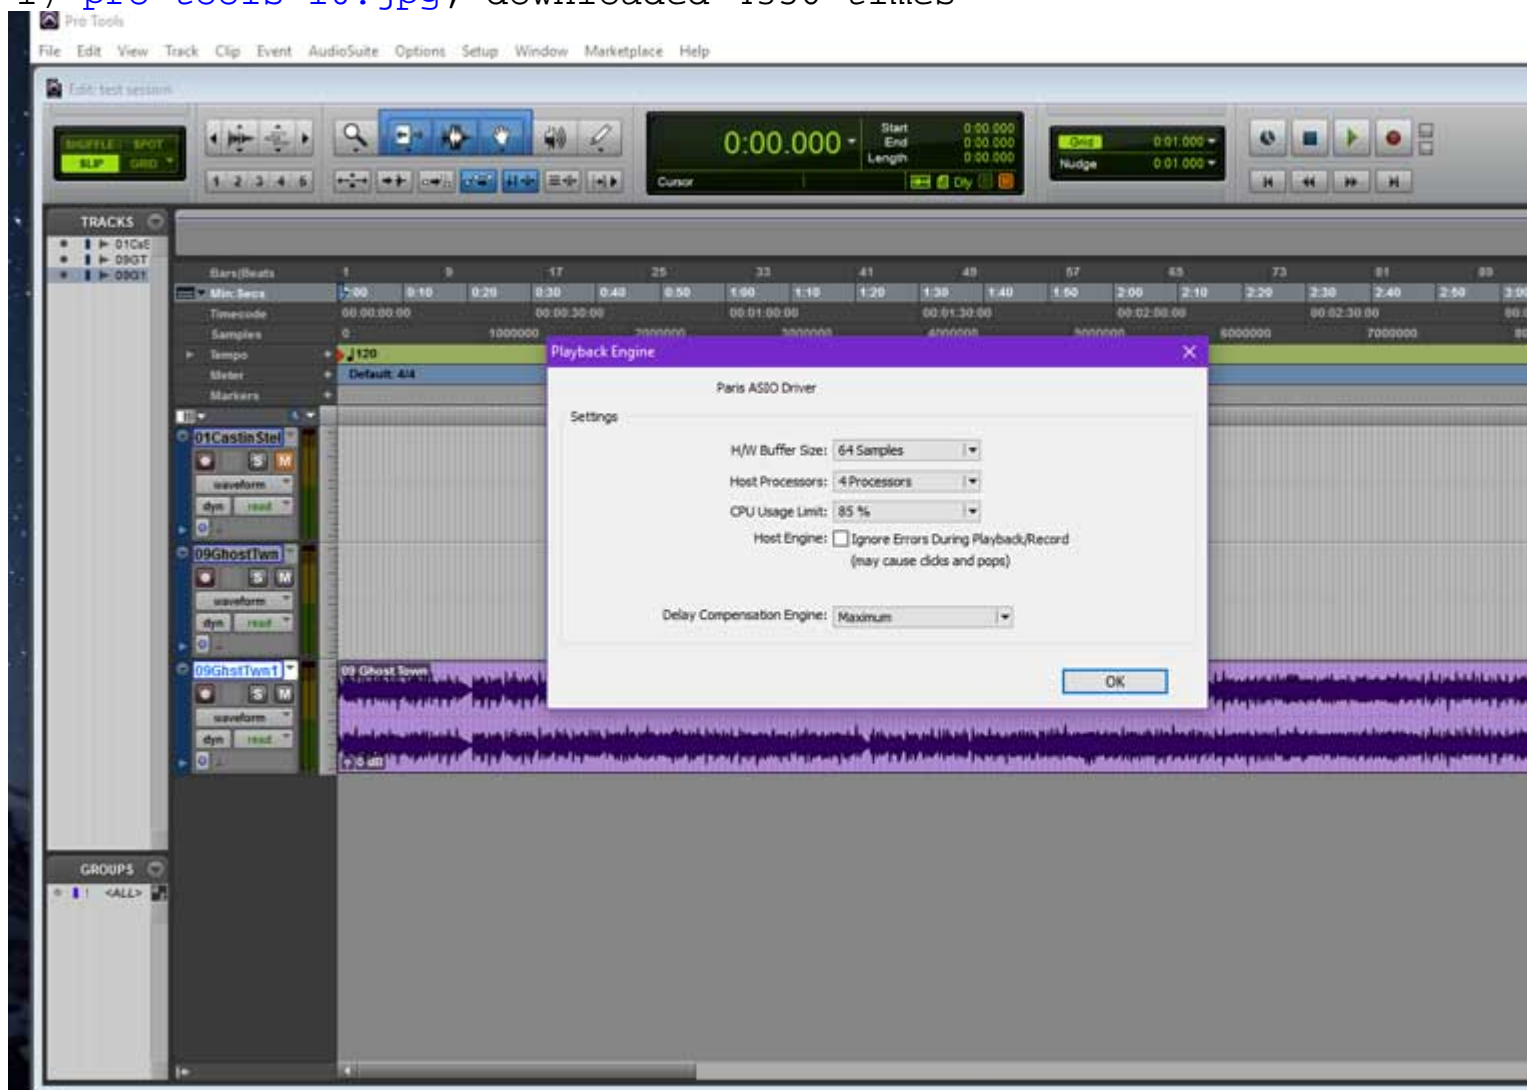 Pro Tools
File Edit View Track Clip Event AudioSuite Options Setup Window Marketplace Help
Edit: test session
SHUFFLE SPOT
SLIP GRID
1 2 3 4 5
0:00.000
Start 0:00.000
End 0:00.000
Length 0:00.000
Cursor
Dly
Grid 0:01.000
Nudge 0:01.000
TRACKS
01CsS
09GT
09G1
Bars|Beats 1 9 17 25 33 41 49 57 65 73 81 89
Min:Secs 0:00 0:10 0:20 0:30 0:40 0:50 1:00 1:10 1:20 1:30 1:40 1:50 2:00 2:10 2:20 2:30 2:40 2:50 3:00
Timecode 00:00:00:00 00:00:30:00 00:01:00:00 00:01:30:00 00:02:00:00 00:02:30:00
Samples 0 1000000 2000000 3000000 4000000 5000000 6000000 7000000
Tempo 120
Meter Default: 4/4
Markers
Playback Engine
Paris ASIO Driver
Settings
H/W Buffer Size: 64 Samples
Host Processors: 4 Processors
CPU Usage Limit: 85 %
Host Engine: Ignore Errors During Playback/Record
(may cause clicks and pops)
Delay Compensation Engine: Maximum
OK
01CastinStel
S M
waveform
dyn read
09GhostTwn
S M
waveform
dyn read
09GhstTwn1
S M
waveform
dyn read
09 Ghost Town
0 dB
GROUPS
! <ALL>